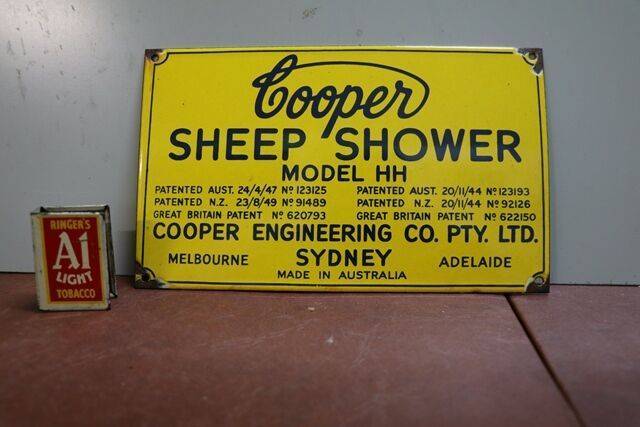 Cooper
SHEEP SHOWER
MODEL HH
PATENTED AUST. 24/4/47 Nº 123125 PATENTED AUST. 20/11/44 Nº 123193
PATENTED N.Z. 23/8/49 Nº 91489 PATENTED N.Z. 20/11/44 Nº 92126
GREAT BRITAIN PATENT Nº 620793 GREAT BRITAIN PATENT Nº 622150
COOPER ENGINEERING CO. PTY. LTD.
MELBOURNE SYDNEY ADELAIDE
MADE IN AUSTRALIA
RINGER'S
A1
LIGHT
TOBACCO